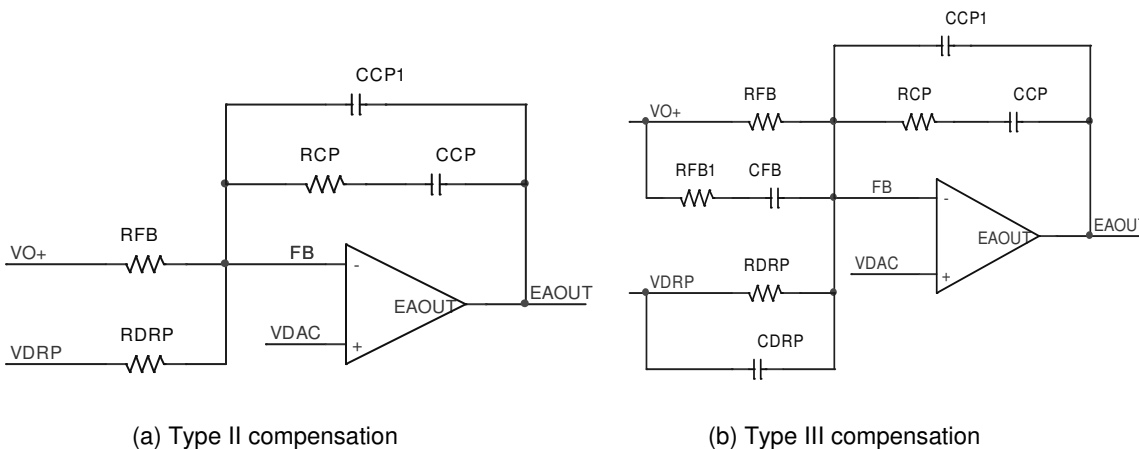 CCP1
RCP
CCP
RFB
VO+
FB
-
EAOUT
EAOUT
RDRP
VDAC
+
VDRP
(a) Type II compensation
CCP1
RFB
RCP
CCP
VO+
RFB1
CFB
FB
-
EAOUT
EAOUT
RDRP
VDAC
+
VDRP
CDRP
(b) Type III compensation